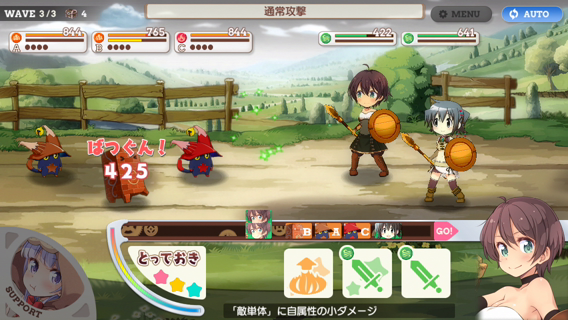 WAVE 3/3 4
通常攻撃
MENU
AUTO
844
A
765
B
844
C
422
641
ばつぐん!
425
B A C GO!
とっておき
SUPPORT
「敵単体」に自属性の小ダメージ